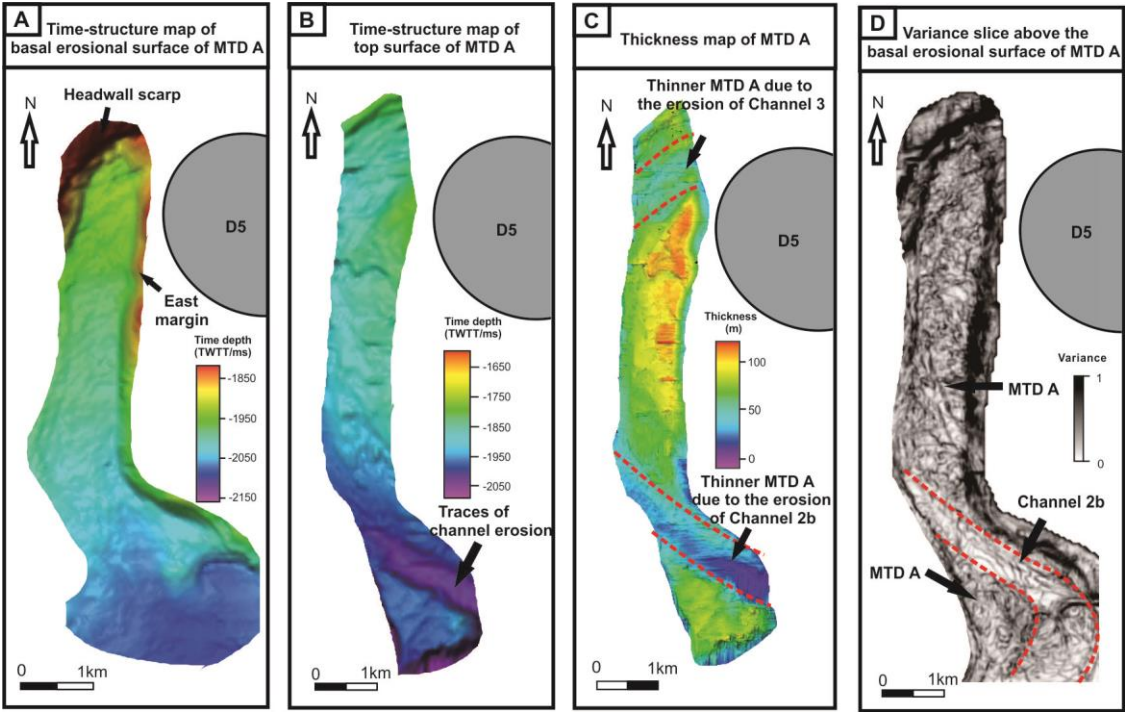 A
Time-structure map of
basal erosional surface of MTD A
Headwall scarp
N
D5
East
margin
Time depth
(TWTT/ms)
-1850
-1950
-2050
-2150
0 1km
B
Time-structure map of
top surface of MTD A
N
D5
Time depth
(TWTT/ms)
-1650
-1750
-1850
-1950
-2050
Traces of
channel erosion
0 1km
C
Thickness map of MTD A
Thinner MTD A due to
the erosion of Channel 3
N
D5
Thickness
(m)
100
50
0
Thinner MTD A
due to the erosion
of Channel 2b
0 1km
D
Variance slice above the
basal erosional surface of MTD A
N
D5
Variance
1
0
MTD A
Channel 2b
MTD A
0 1km